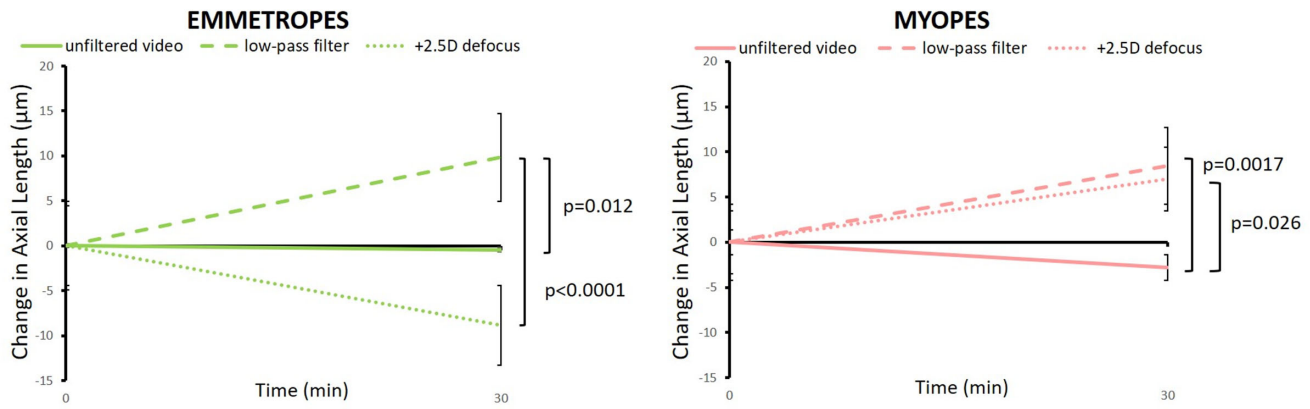 EMMETROPES
unfiltered video low-pass filter +2.5D defocus
Change in Axial Length (µm)
20
15
10
5
0
-5
-10
-15
p=0.012
p<0.0001
Time (min)
0 30
MYOPES
unfiltered video low-pass filter +2.5D defocus
Change in Axial Length (µm)
20
15
10
5
0
-5
-10
-15
p=0.0017
p=0.026
Time (min)
0 30